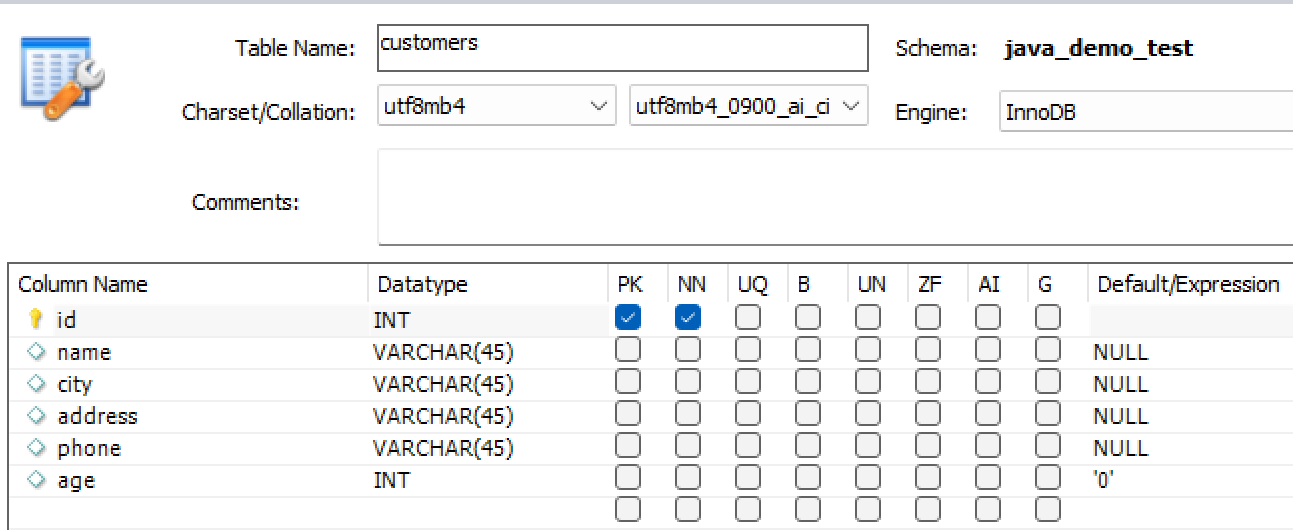 Table Name: customers Schema: java_demo_test
Charset/Collation: utf8mb4 utf8mb4_0900_ai_ci Engine: InnoDB
Comments:
Column Name Datatype PK NN UQ B UN ZF AI G Default/Expression
id INT
name VARCHAR(45) NULL
city VARCHAR(45) NULL
address VARCHAR(45) NULL
phone VARCHAR(45) NULL
age INT '0'